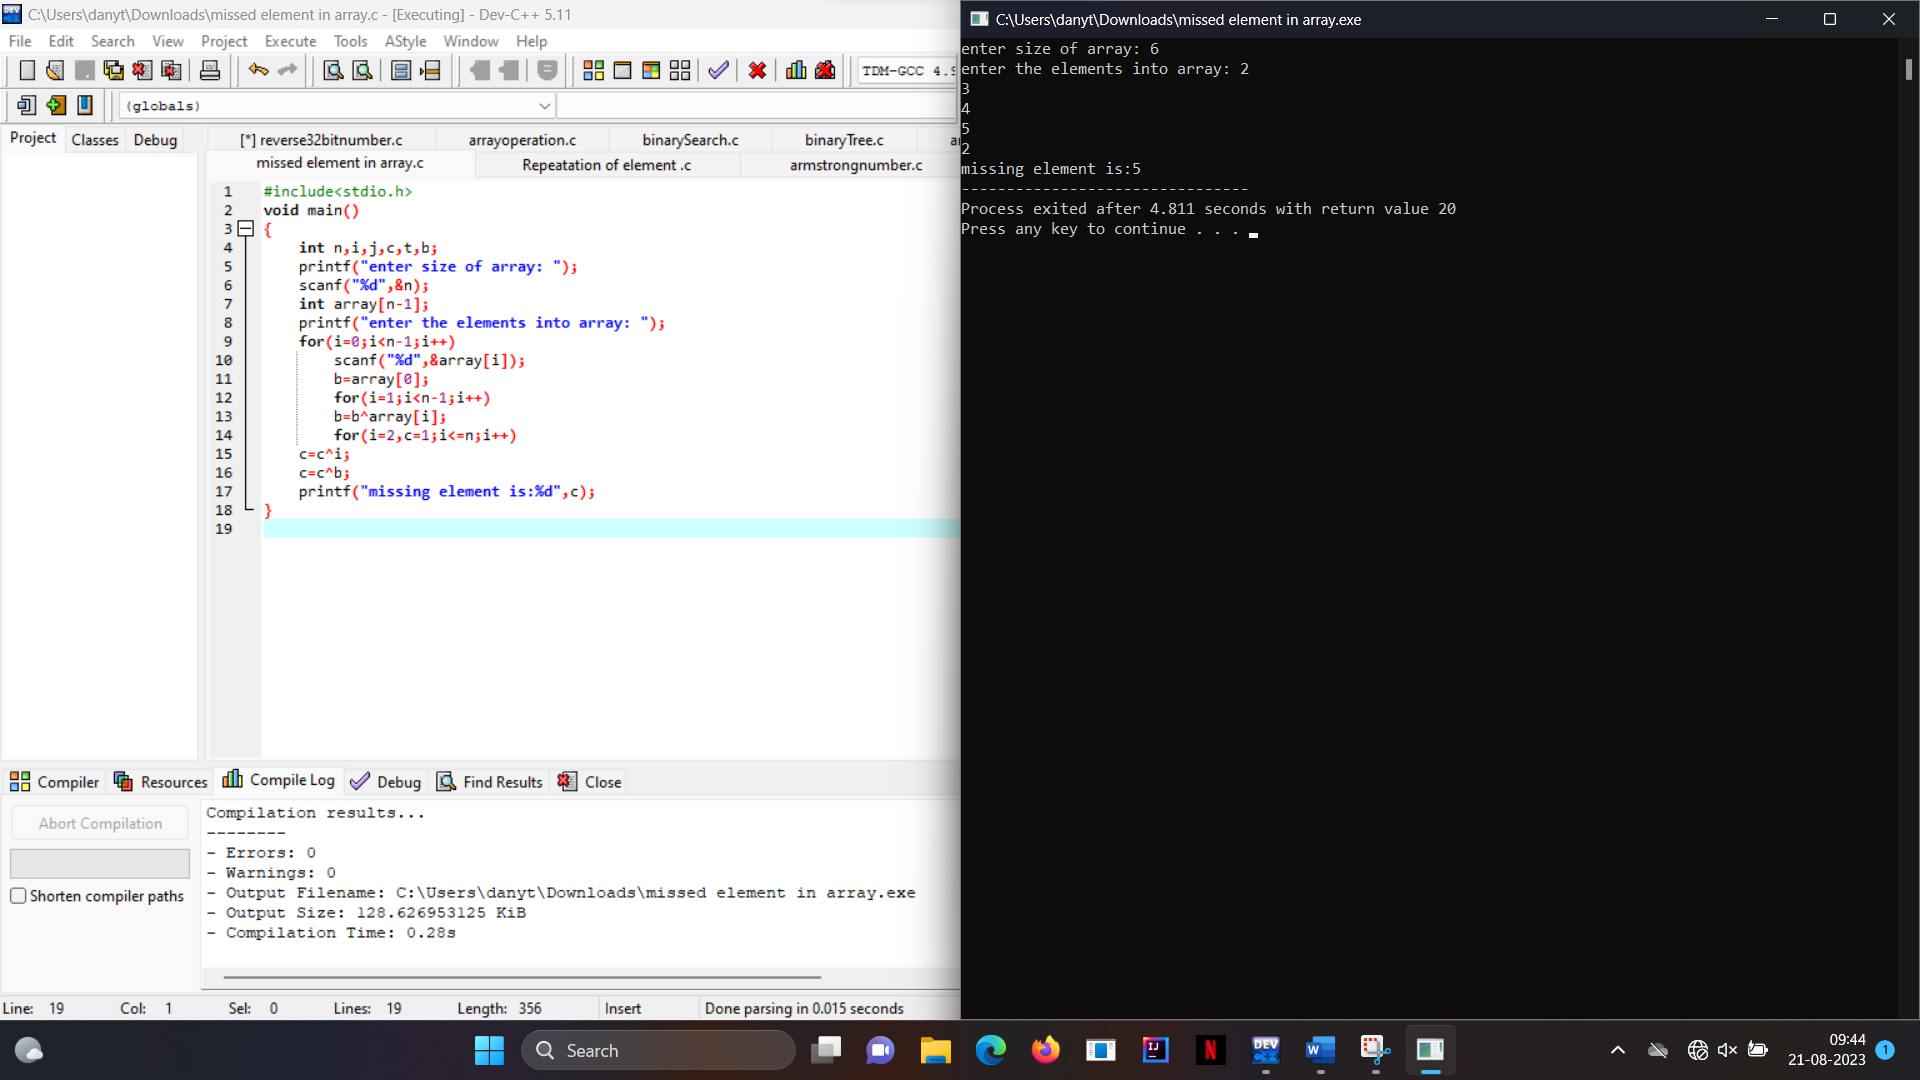 C:\Users\danyt\Downloads\missed element in array.c - [Executing] - Dev-C++ 5.11
File Edit Search View Project Execute Tools AStyle Window Help
TDM-GCC 4.9
(globals)
Project Classes Debug
[*] reverse32bitnumber.c arrayoperation.c binarySearch.c binaryTree.c
missed element in array.c Repeatation of element .c armstrongnumber.c
1 #include<stdio.h>
2 void main()
3 {
4 int n,i,j,c,t,b;
5 printf("enter size of array: ");
6 scanf("%d",&n);
7 int array[n-1];
8 printf("enter the elements into array: ");
9 for(i=0;i<n-1;i++)
10 scanf("%d",&array[i]);
11 b=array[0];
12 for(i=1;i<n-1;i++)
13 b=b^array[i];
14 for(i=2,c=1;i<=n;i++)
15 c=c^i;
16 c=c^b;
17 printf("missing element is:%d",c);
18 }
19
Compiler Resources Compile Log Debug Find Results Close
Abort Compilation
Shorten compiler paths
Compilation results...
--------
- Errors: 0
- Warnings: 0
- Output Filename: C:\Users\danyt\Downloads\missed element in array.exe
- Output Size: 128.626953125 KiB
- Compilation Time: 0.28s
Line: 19 Col: 1 Sel: 0 Lines: 19 Length: 356 Insert Done parsing in 0.015 seconds
C:\Users\danyt\Downloads\missed element in array.exe
enter size of array: 6
enter the elements into array: 2
3
4
5
2
missing element is:5
--------------------------------
Process exited after 4.811 seconds with return value 20
Press any key to continue . . .
Search
DEV
C++
IJ
N
W
09:44
21-08-2023
1